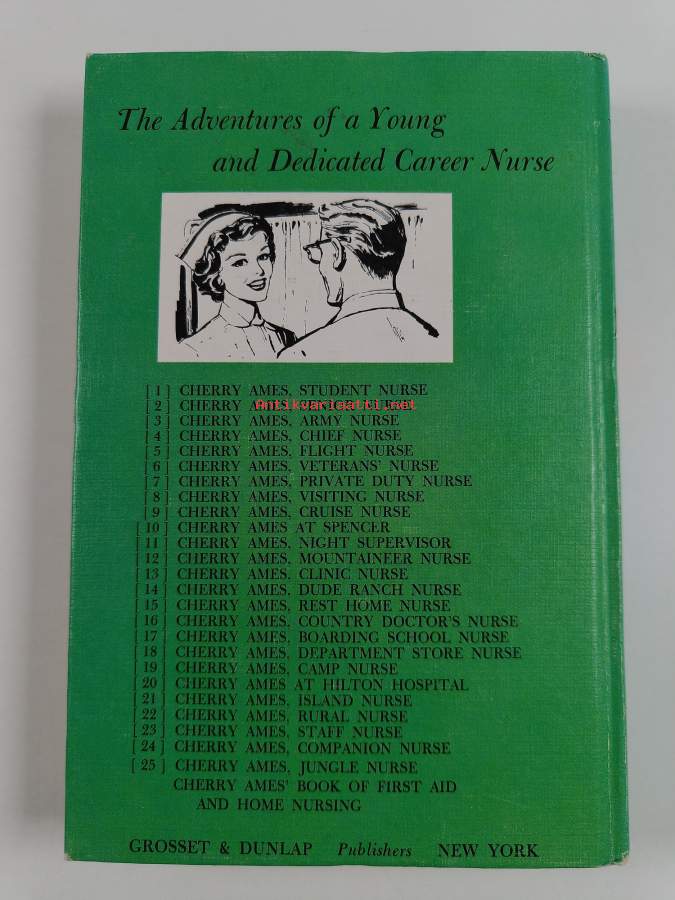 The Adventures of a Young
and Dedicated Career Nurse
[ 1 ] CHERRY AMES, STUDENT NURSE
[ 2 ] CHERRY
Antikvariaatti.net
[ 3 ] CHERRY AMES, ARMY NURSE
[ 4 ] CHERRY AMES, CHIEF NURSE
[ 5 ] CHERRY AMES, FLIGHT NURSE
[ 6 ] CHERRY AMES, VETERANS' NURSE
[ 7 ] CHERRY AMES, PRIVATE DUTY NURSE
[ 8 ] CHERRY AMES, VISITING NURSE
[ 9 ] CHERRY AMES, CRUISE NURSE
[ 10 ] CHERRY AMES AT SPENCER
[ 11 ] CHERRY AMES, NIGHT SUPERVISOR
[ 12 ] CHERRY AMES, MOUNTAINEER NURSE
[ 13 ] CHERRY AMES, CLINIC NURSE
[ 14 ] CHERRY AMES, DUDE RANCH NURSE
[ 15 ] CHERRY AMES, REST HOME NURSE
[ 16 ] CHERRY AMES, COUNTRY DOCTOR'S NURSE
[ 17 ] CHERRY AMES, BOARDING SCHOOL NURSE
[ 18 ] CHERRY AMES, DEPARTMENT STORE NURSE
[ 19 ] CHERRY AMES, CAMP NURSE
[ 20 ] CHERRY AMES AT HILTON HOSPITAL
[ 21 ] CHERRY AMES, ISLAND NURSE
[ 22 ] CHERRY AMES, RURAL NURSE
[ 23 ] CHERRY AMES, STAFF NURSE
[ 24 ] CHERRY AMES, COMPANION NURSE
[ 25 ] CHERRY AMES, JUNGLE NURSE
CHERRY AMES' BOOK OF FIRST AID
AND HOME NURSING
GROSSET & DUNLAP Publishers NEW YORK